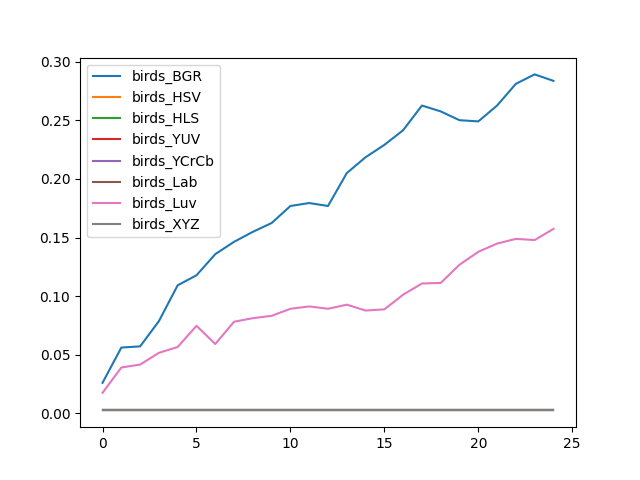 0.30
0.25
0.20
0.15
0.10
0.05
0.00
birds_BGR
birds_HSV
birds_HLS
birds_YUV
birds_YCrCb
birds_Lab
birds_Luv
birds_XYZ
0 5 10 15 20 25